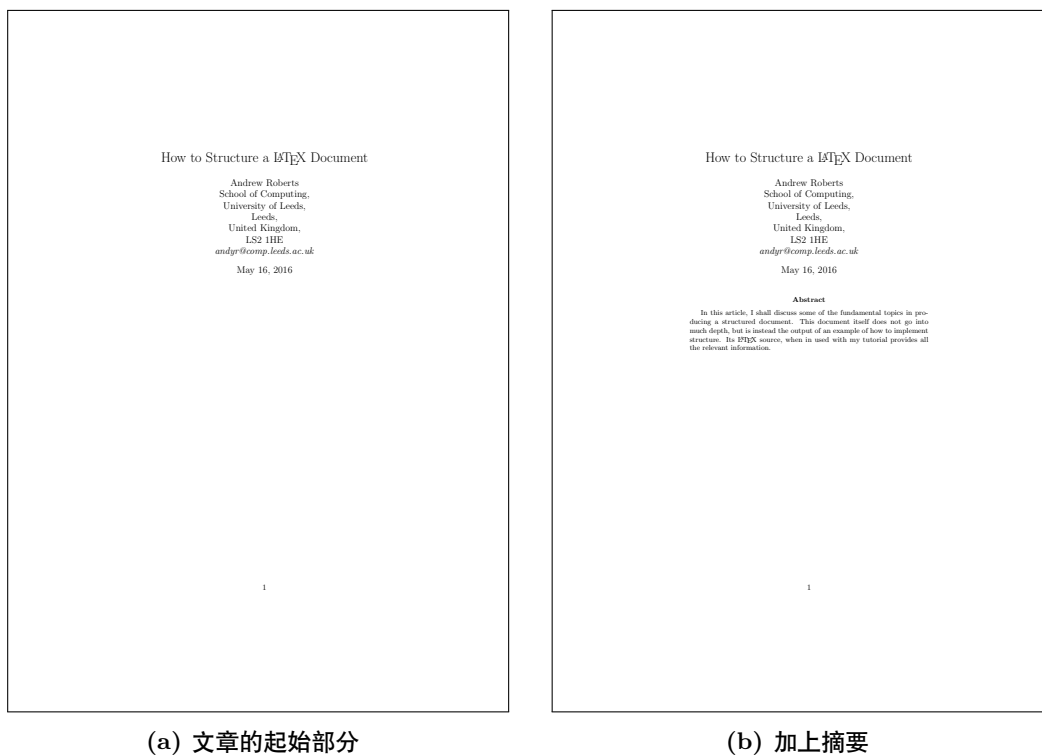 How to Structure a LATEX Document
Andrew Roberts
School of Computing,
University of Leeds,
Leeds,
United Kingdom,
LS2 1HE
andyr@comp.leeds.ac.uk
May 16, 2016
1
(a) 文章的起始部分
How to Structure a LATEX Document
Andrew Roberts
School of Computing,
University of Leeds,
Leeds,
United Kingdom,
LS2 1HE
andyr@comp.leeds.ac.uk
May 16, 2016
Abstract
In this article, I shall discuss some of the fundamental topics in pro-
ducing a structured document. This document itself does not go into
much depth, but is instead the output of an example of how to implement
structure. Its LATEX source, when in used with my tutorial provides all
the relevant information.
1
(b) 加上摘要